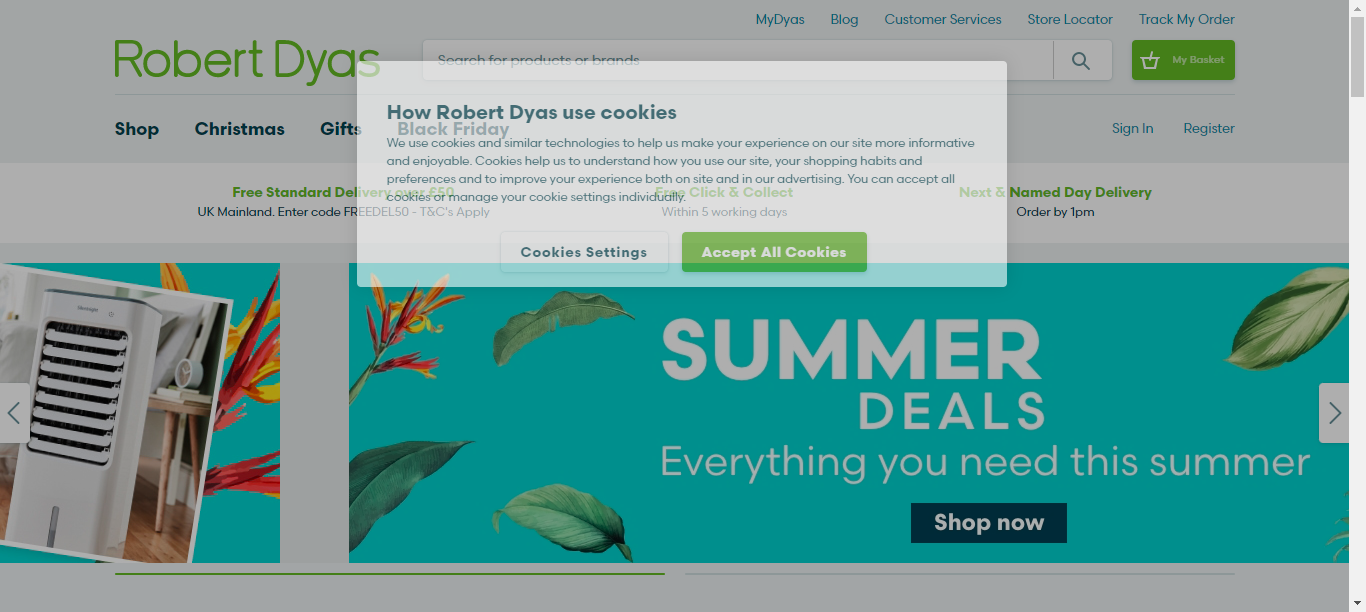 MyDyas Blog Customer Services Store Locator Track My Order
Robert Dyas
Search for products or brands
My Basket
How Robert Dyas use cookies
Shop Christmas Gifts Black Friday
Sign In Register
We use cookies and similar technologies to help us make your experience on our site more informative
and enjoyable. Cookies help us to understand how you use our site, your shopping habits and
preferences and to improve your experience both on site and in our advertising. You can accept all
cookies or manage your cookie settings individually.
Free Standard Delivery over £50
UK Mainland. Enter code FREEDEL50 - T&C's Apply
Free Click & Collect
Within 5 working days
Next & Named Day Delivery
Order by 1pm
Cookies Settings
Accept All Cookies
SUMMER
DEALS
Everything you need this summer
Shop now